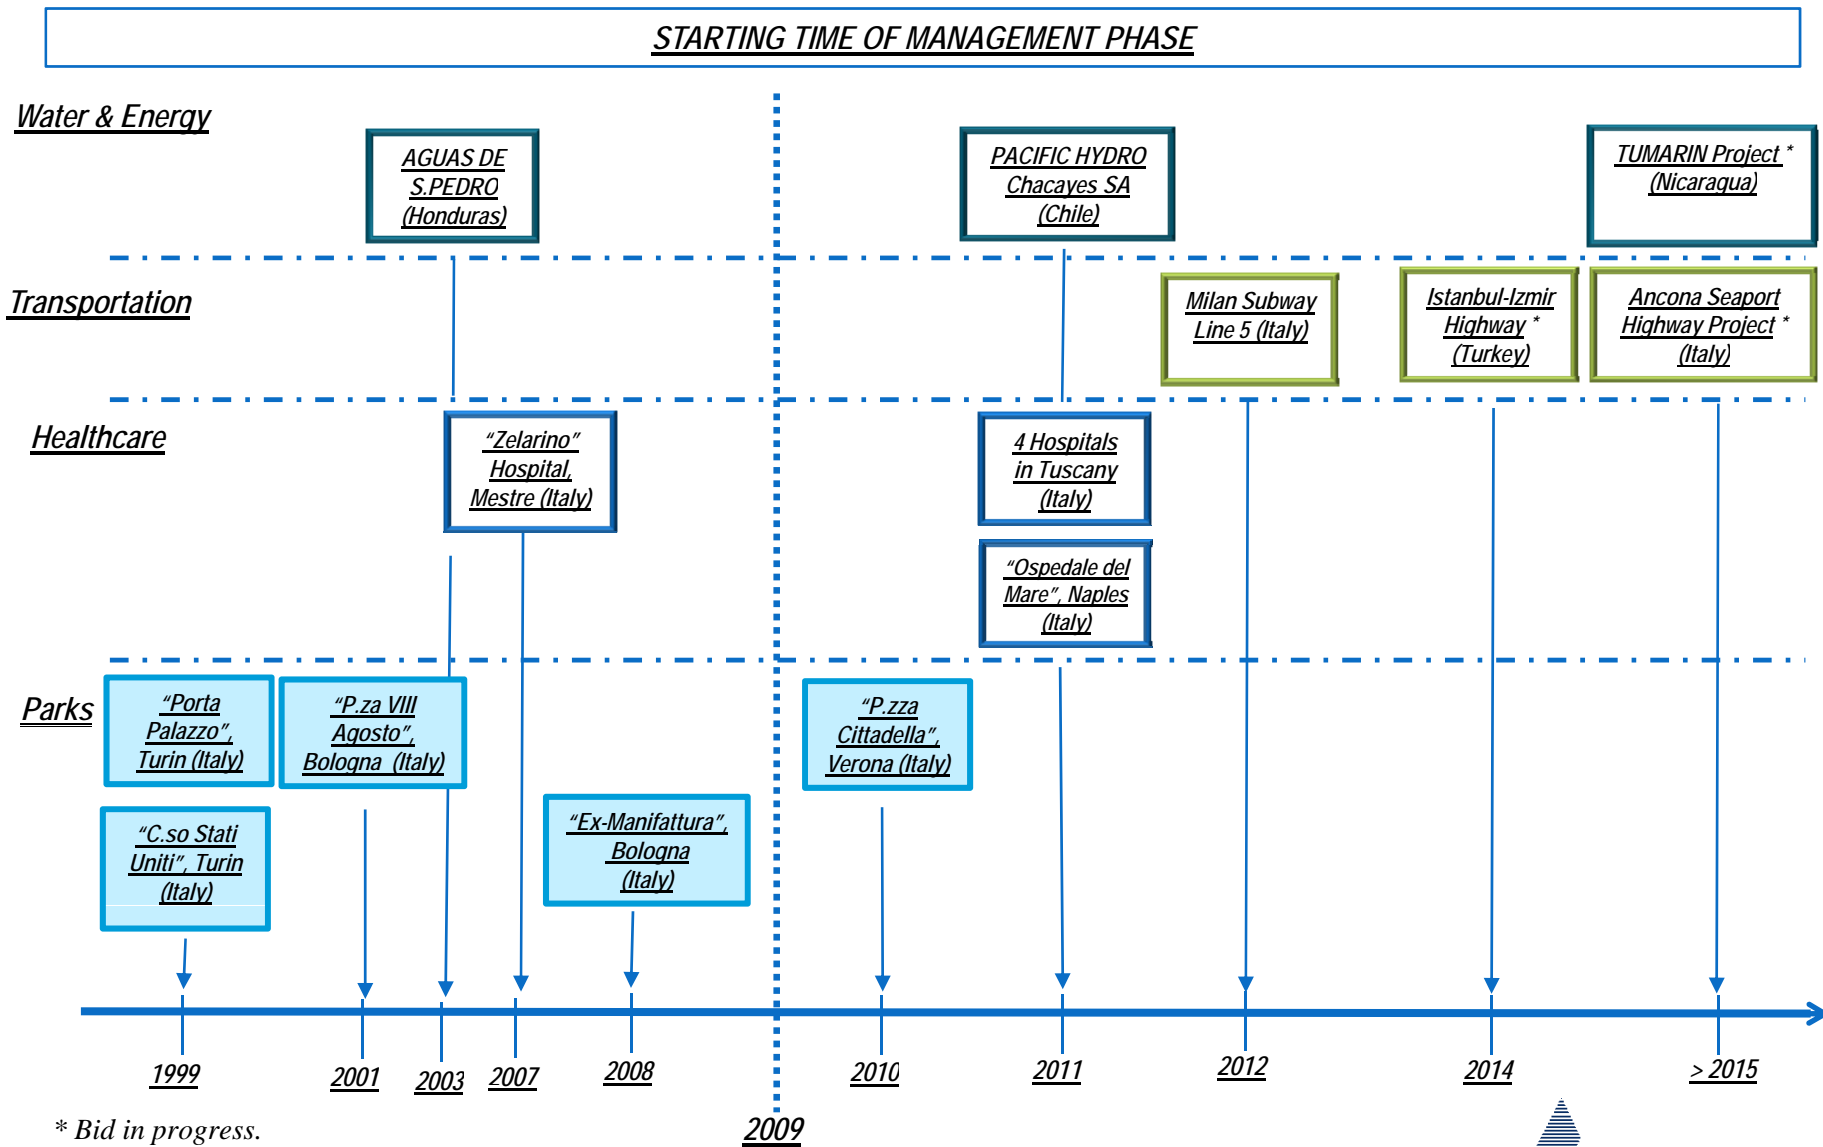 STARTING TIME OF MANAGEMENT PHASE
Water & Energy
AGUAS DE
S.PEDRO
(Honduras)
PACIFIC HYDRO
Chacayes SA
(Chile)
TUMARIN Project *
(Nicaragua)
Transportation
Milan Subway
Line 5 (Italy)
Istanbul-Izmir
Highway *
(Turkey)
Ancona Seaport
Highway Project *
(Italy)
Healthcare
“Zelarino”
Hospital,
Mestre (Italy)
4 Hospitals
in Tuscany
(Italy)
“Ospedale del
Mare”, Naples
(Italy)
Parks
“Porta
Palazzo”,
Turin (Italy)
“P.za VIII
Agosto”,
Bologna (Italy)
“P.zza
Cittadella”,
Verona (Italy)
“C.so Stati
Uniti”, Turin
(Italy)
“Ex-Manifattura”,
Bologna
(Italy)
1999
2001
2003
2007
2008
2010
2011
2012
2014
> 2015
2009
* Bid in progress.